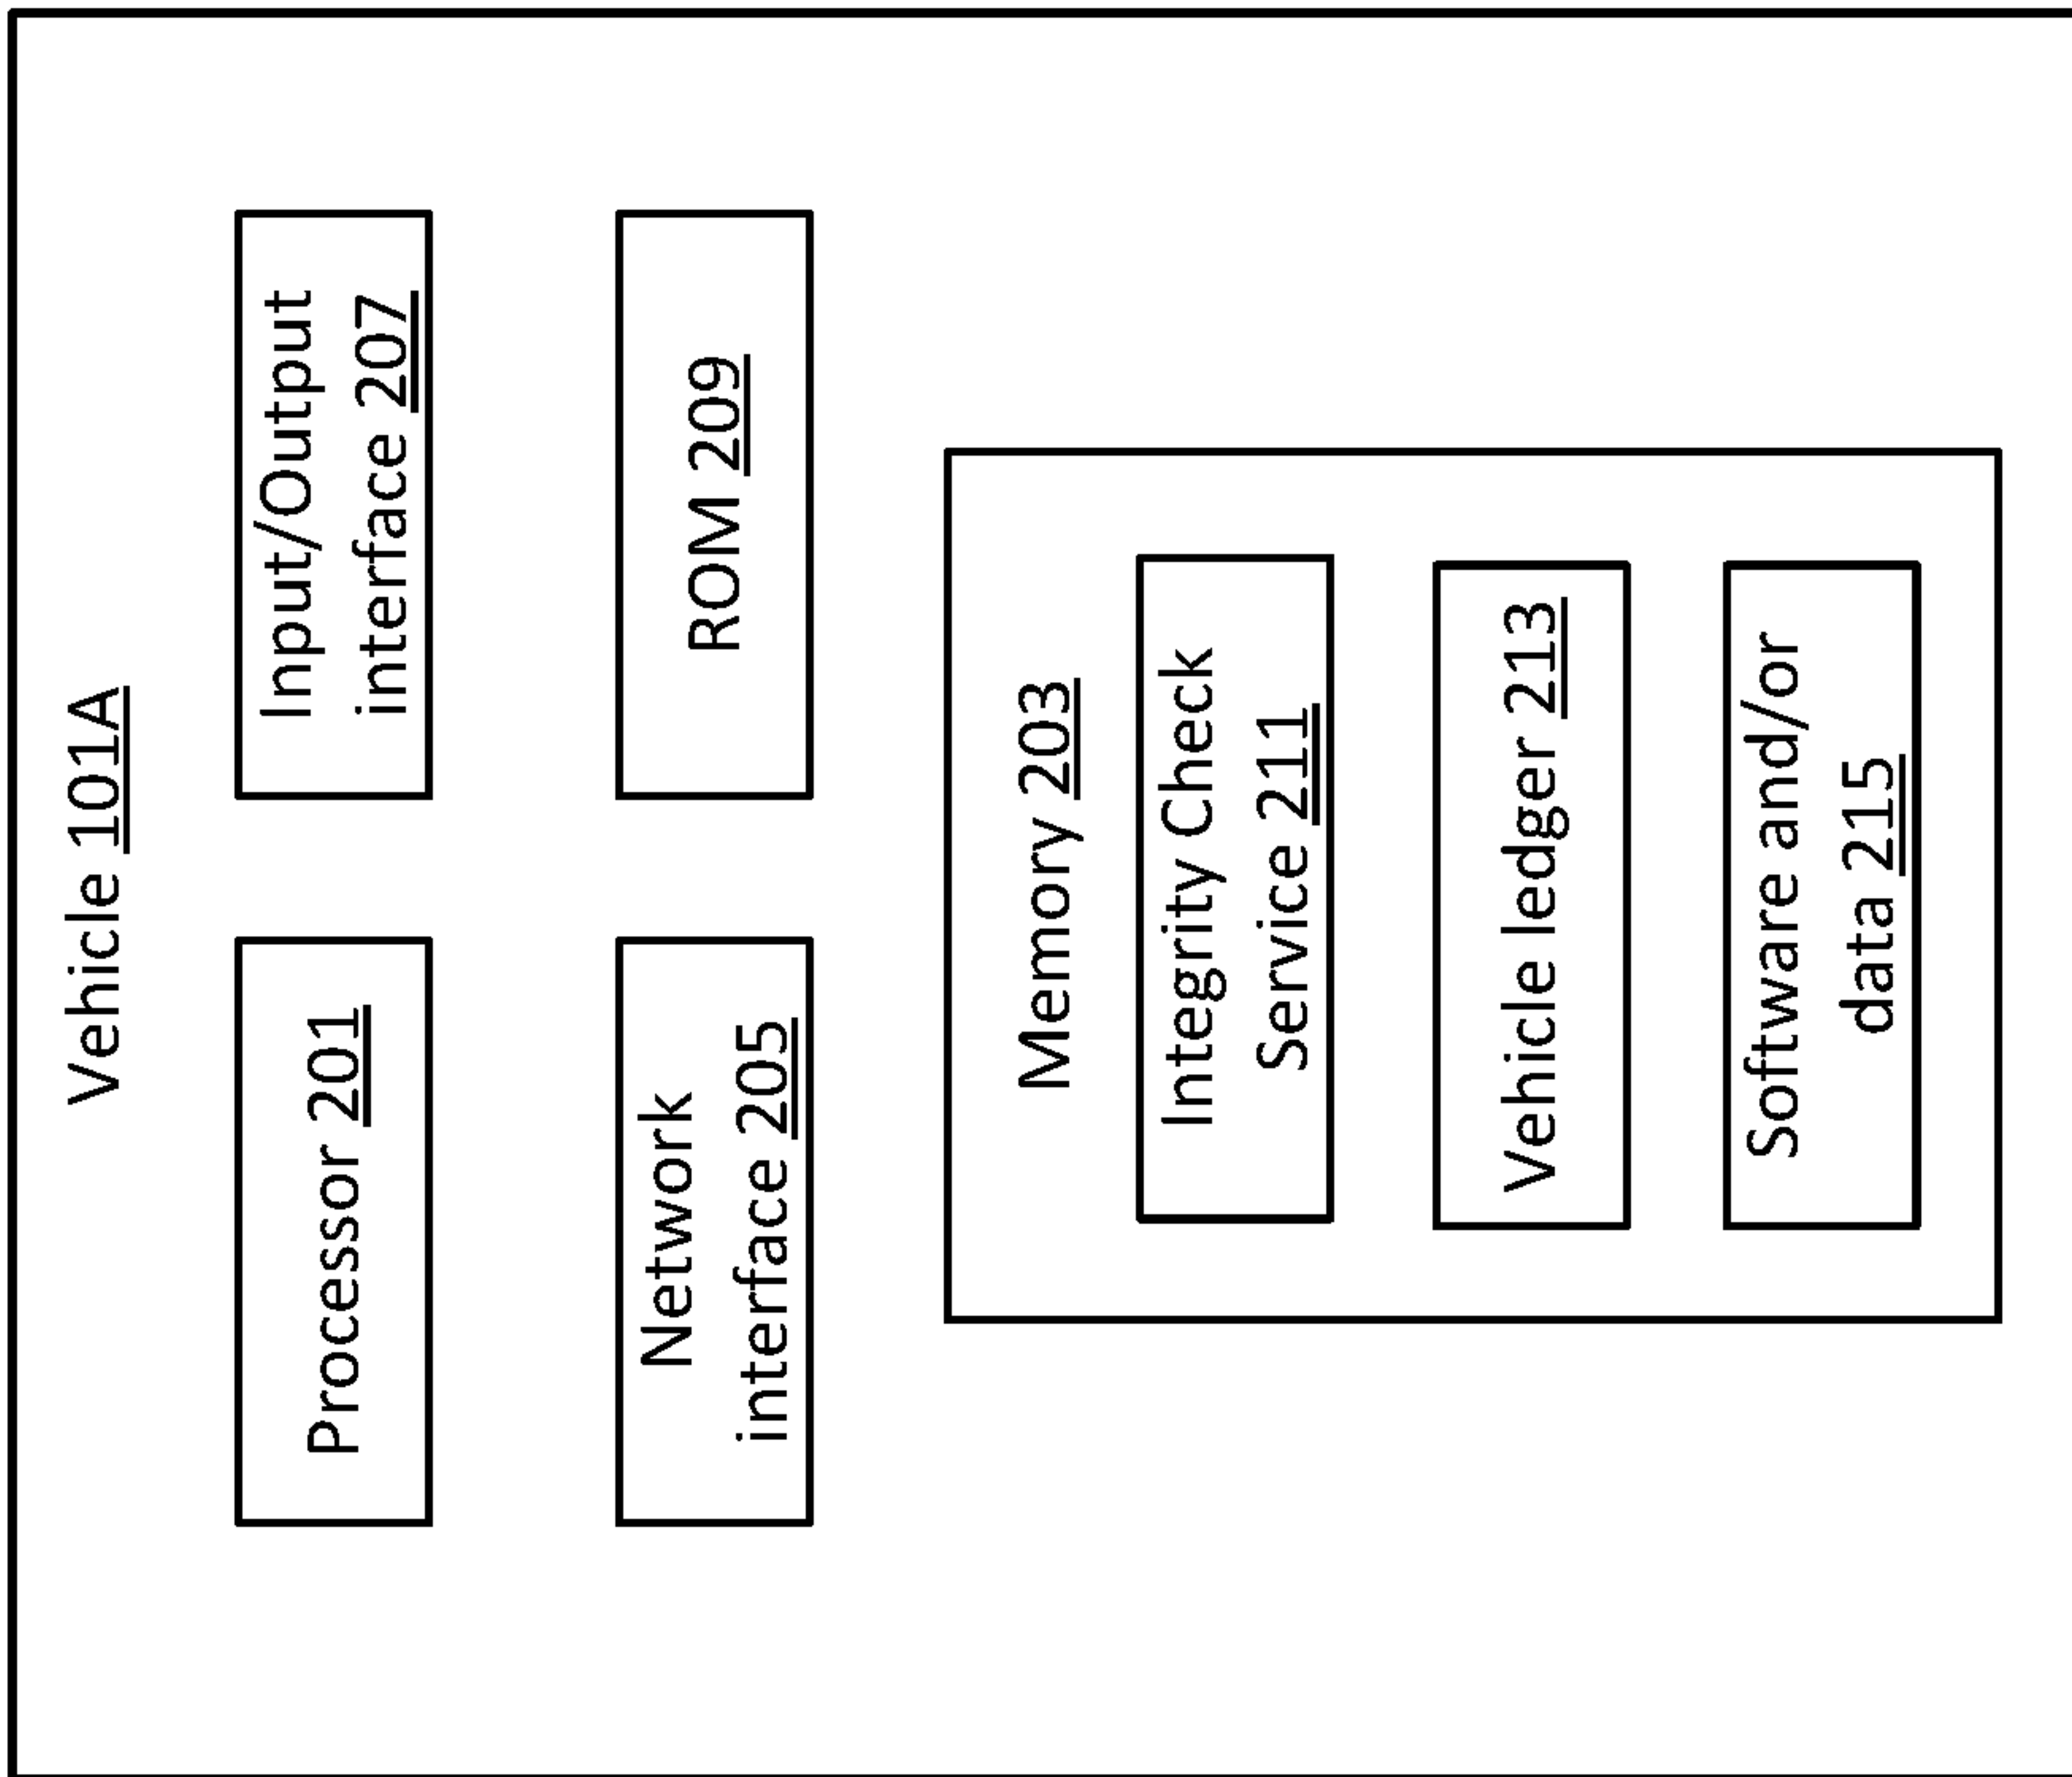 Vehicle 101A
Processor 201
Input/Output
interface 207
Network
interface 205
ROM 209
Memory 203
Integrity Check
Service 211
Vehicle ledger 213
Software and/or
data 215